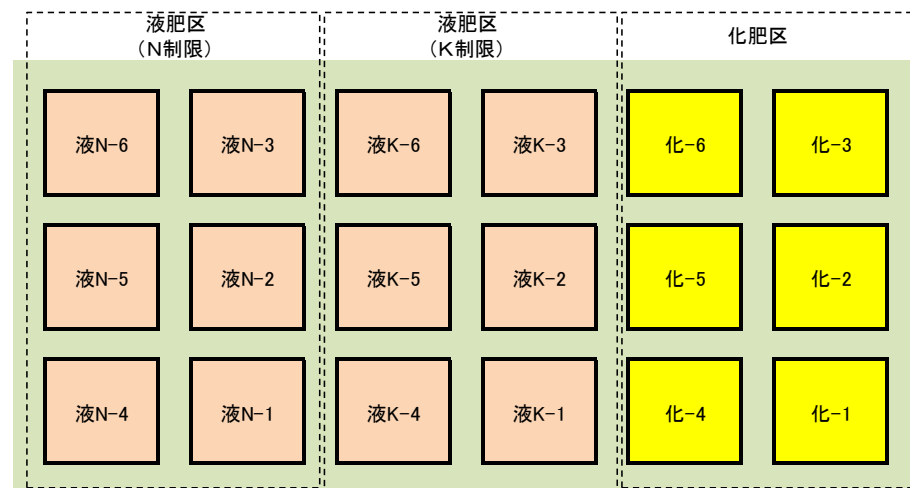 液肥区
（N制限）
液肥区
（K制限）
化肥区
液N-6
液N-3
液K-6
液K-3
化-6
化-3
液N-5
液N-2
液K-5
液K-2
化-5
化-2
液N-4
液N-1
液K-4
液K-1
化-4
化-1